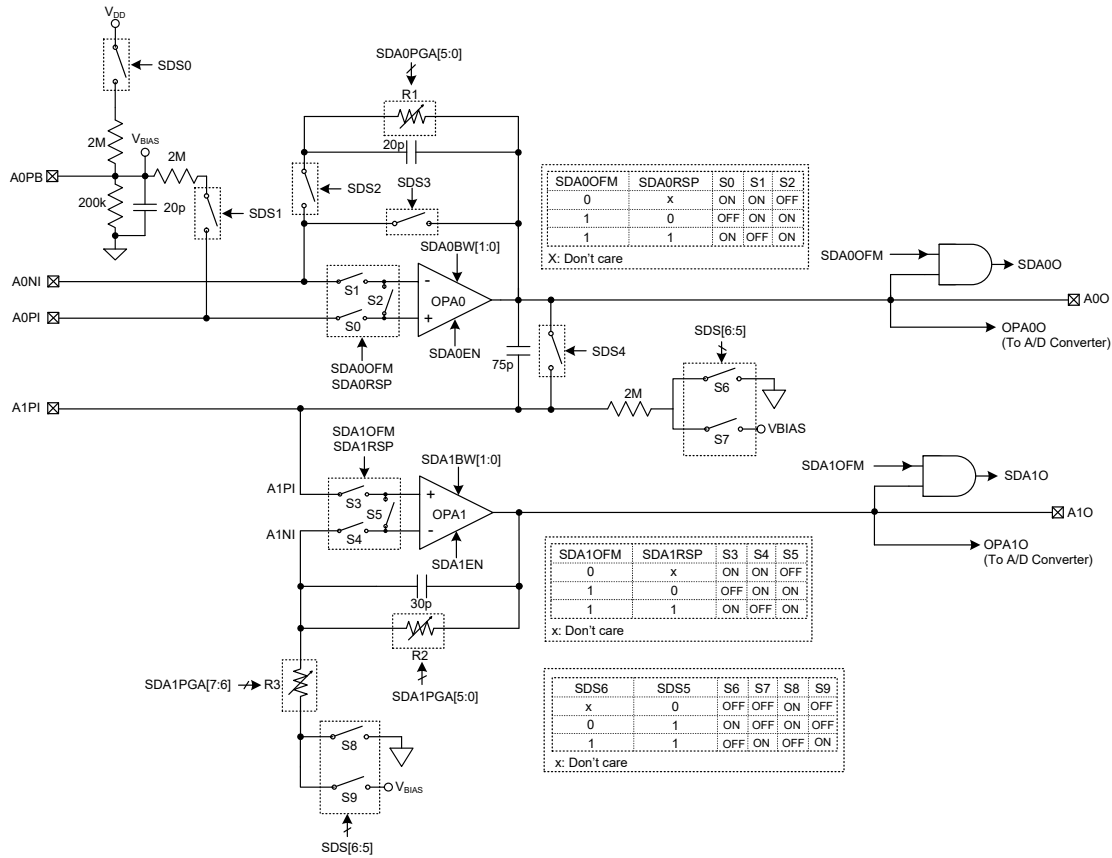 VDD
SDS0
SDA0PGA[5:0]
R1
2M
VBIAS
2M
20p
A0PB
200k
20p
SDS1
SDS2
SDS3
SDA0OFM SDA0RSP S0 S1 S2
0 x ON ON OFF
1 0 OFF ON ON
1 1 ON OFF ON
X: Don't care
SDA0BW[1:0]
SDA0OFM
SDA0O
A0NI
S1
S2
-
OPA0
A0O
A0PI
S0
+
SDA0EN
OPA0O
(To A/D Converter)
SDA0OFM
SDA0RSP
75p
SDS4
SDS[6:5]
S6
A1PI
2M
S7
VBIAS
SDA1OFM
SDA1RSP
SDA1BW[1:0]
SDA1OFM
SDA1O
A1PI
S3
S5
+
OPA1
A1O
A1NI
S4
-
SDA1EN
OPA1O
(To A/D Converter)
SDA1OFM SDA1RSP S3 S4 S5
0 x ON ON OFF
1 0 OFF ON ON
1 1 ON OFF ON
x: Don't care
30p
R2
SDA1PGA[5:0]
SDA1PGA[7:6]
R3
SDS6 SDS5 S6 S7 S8 S9
x 0 OFF OFF ON OFF
0 1 ON OFF ON OFF
1 1 OFF ON OFF ON
x: Don't care
S8
S9
VBIAS
SDS[6:5]